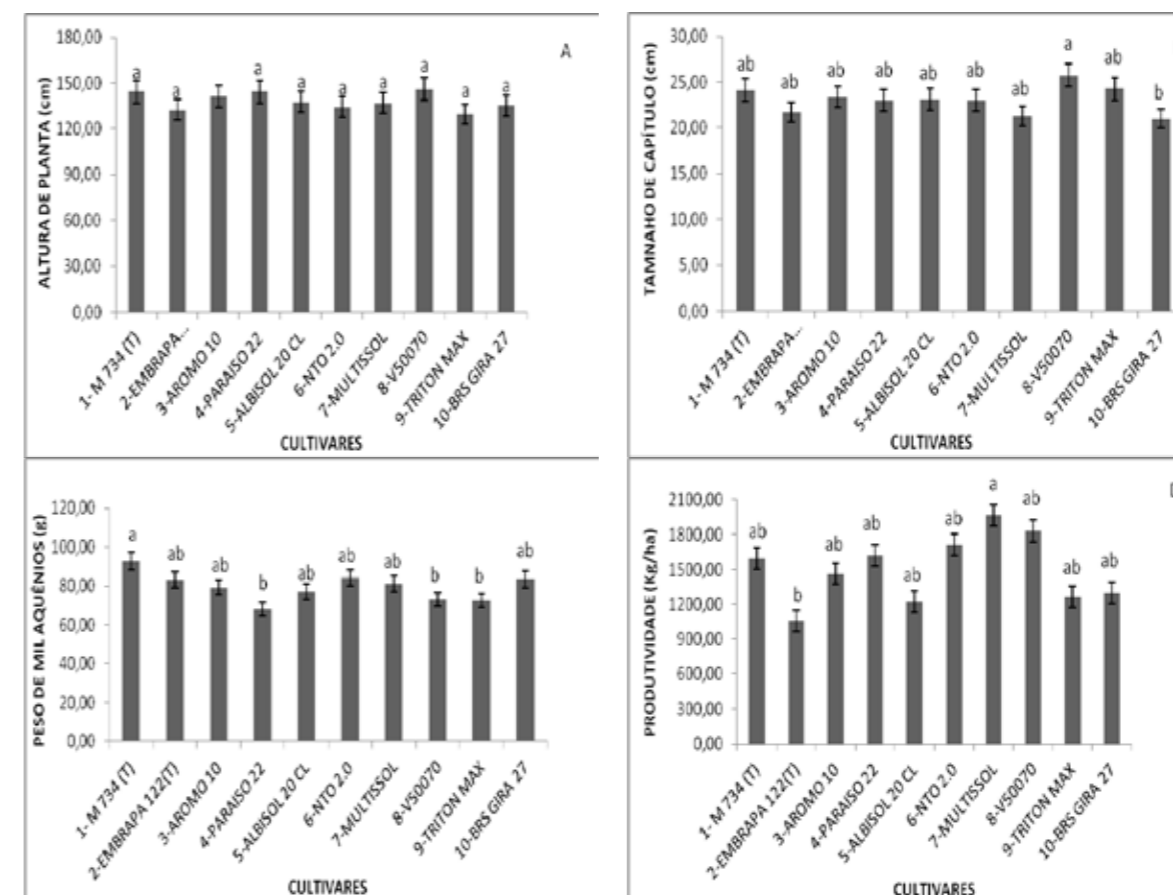 ALTURA DE PLANTA (cm)
180,00
150,00
120,00
90,00
60,00
30,00
0,00
A
a a a a a a a a a
1- M 734 (T)
2-EMBRAPA...
3-AROMO 10
4-PARAISO 22
5-ALBISOL 20 CL
6-NTO 2.0
7-MULTISSOL
8-V50070
9-TRITON MAX
10-BRS GIRA 27
CULTIVARES
TAMNAHO DE CAPÍTULO (cm)
30,00
25,00
20,00
15,00
10,00
5,00
0,00
ab ab ab ab ab ab ab a ab b
1- M 734 (T)
2-EMBRAPA...
3-AROMO 10
4-PARAISO 22
5-ALBISOL 20 CL
6-NTO 2.0
7-MULTISSOL
8-V50070
9-TRITON MAX
10-BRS GIRA 27
CULTIVARES
PESO DE MIL AQUÊNIOS (g)
120,00
100,00
80,00
60,00
40,00
20,00
0,00
a ab ab b ab ab ab b b ab
1- M 734 (T)
2-EMBRAPA 122(T)
3-AROMO 10
4-PARAISO 22
5-ALBISOL 20 CL
6-NTO 2.0
7-MULTISSOL
8-V50070
9-TRITON MAX
10-BRS GIRA 27
CULTIVARES
PRODUTIVIDADE (Kg/ha)
2100,00
1800,00
1500,00
1200,00
900,00
600,00
300,00
0,00
ab b ab ab ab ab a ab ab ab
1- M 734 (T)
2-EMBRAPA 122(T)
3-AROMO 10
4-PARAISO 22
5-ALBISOL 20 CL
6-NTO 2.0
7-MULTISSOL
8-V50070
9-TRITON MAX
10-BRS GIRA 27
CULTIVARES